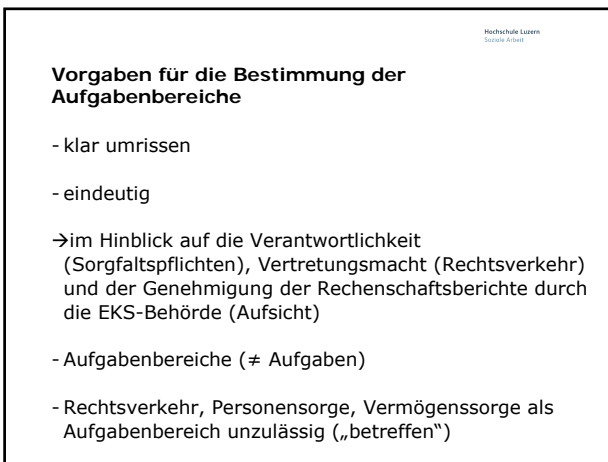 Hochschule Luzern
Soziale Arbeit
Vorgaben für die Bestimmung der
Aufgabenbereiche
- klar umrissen
- eindeutig
→im Hinblick auf die Verantwortlichkeit
(Sorgfaltspflichten), Vertretungsmacht (Rechtsverkehr)
und der Genehmigung der Rechenschaftsberichte durch
die EKS-Behörde (Aufsicht)
- Aufgabenbereiche (≠ Aufgaben)
- Rechtsverkehr, Personensorge, Vermögenssorge als
Aufgabenbereich unzulässig („betreffen“)